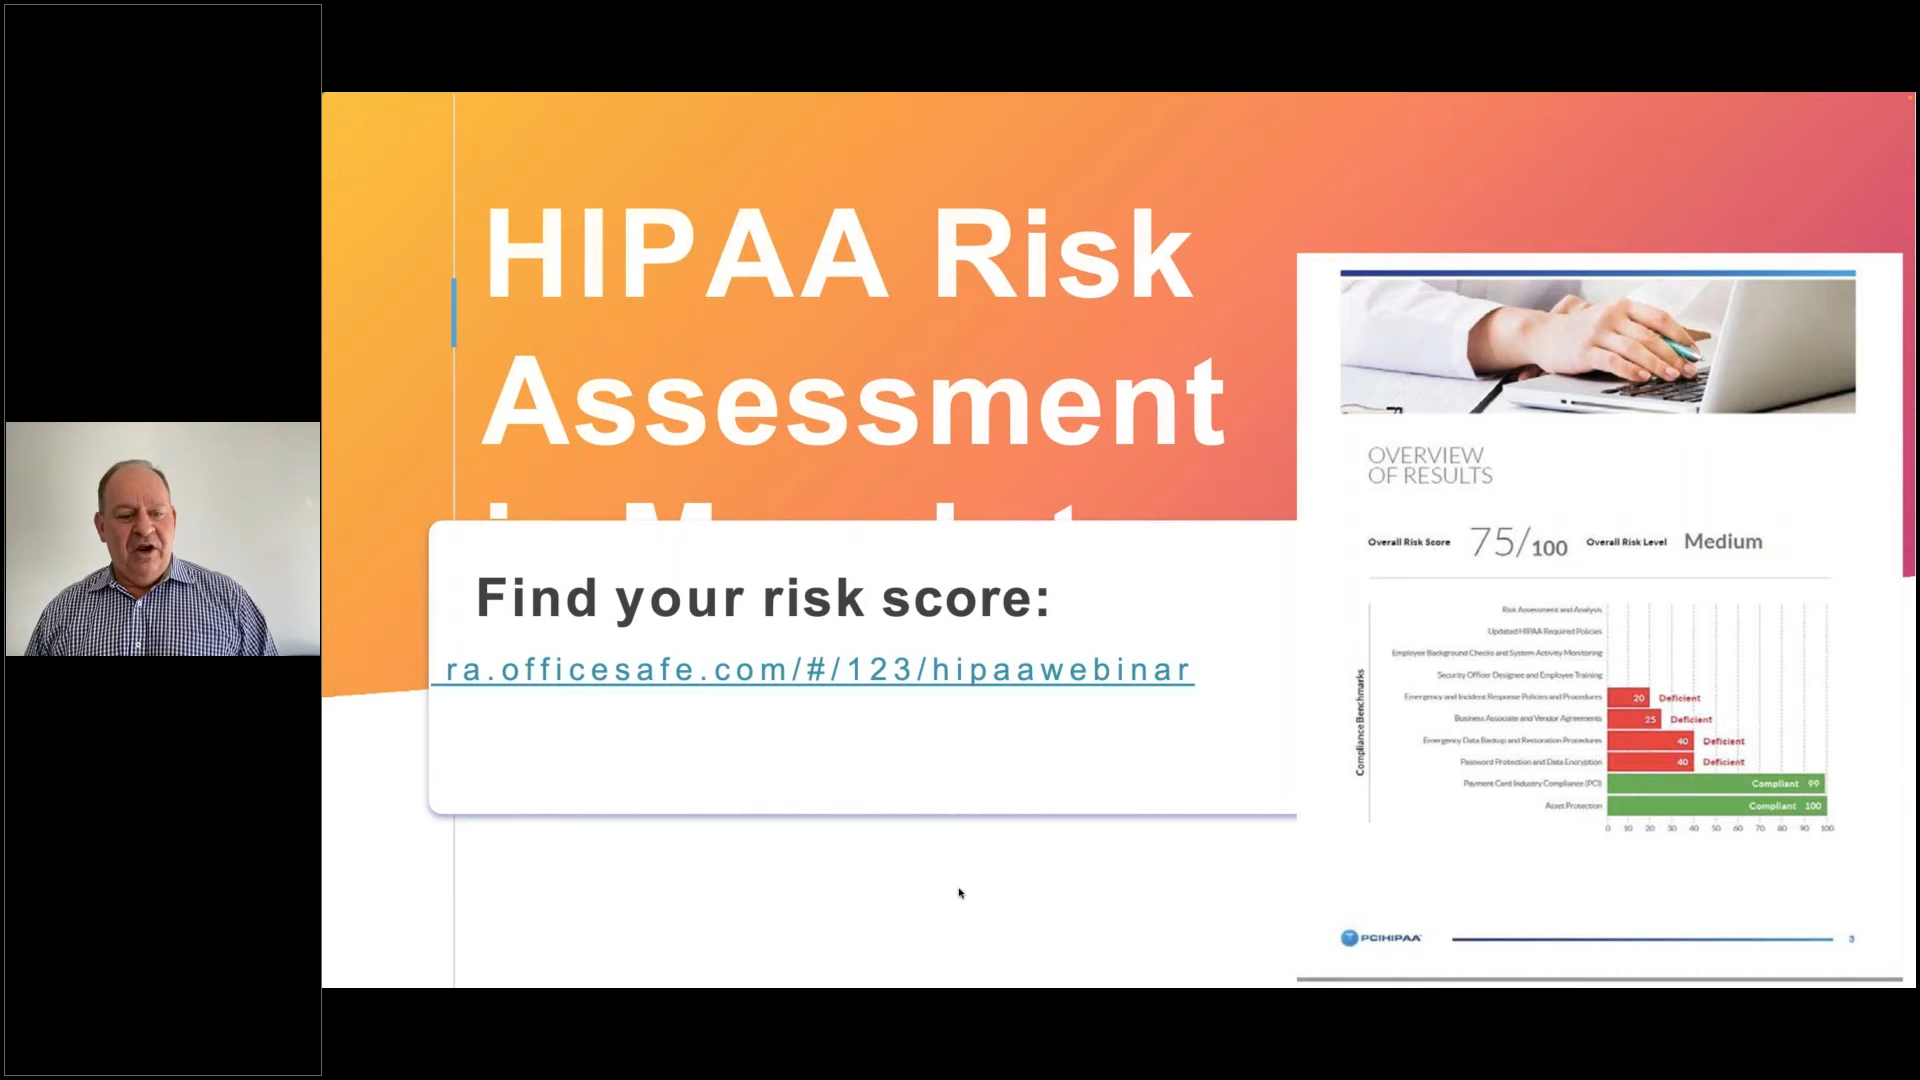 HIPAA Risk
Assessment
Find your risk score:
ra.officesafe.com/#/123/hipaawebinar
OVERVIEW
OF RESULTS
Overall Risk Score 75/100 Overall Risk Level Medium
Compliance Benchmarks
Risk Assessment and Analysis
Updated HIPAA Required Policies
Employee Background Checks and System Activity Monitoring
Security Officer Designee and Employee Training
Emergency and Incident Response Policies and Procedures 20 Deficient
Business Associate and Vendor Agreements 25 Deficient
Emergency Data Backup and Restoration Procedures 40 Deficient
Password Protection and Data Encryption 40 Deficient
Payment Card Industry Compliance (PCI) Compliant 99
Asset Protection Compliant 100
0 10 20 30 40 50 60 70 80 90 100
PCIHIPAA 3